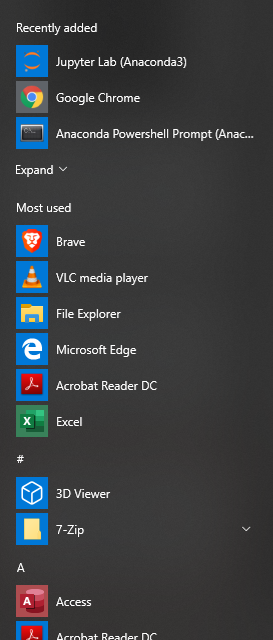 Recently added
Jupyter Lab (Anaconda3)
Google Chrome
Anaconda Powershell Prompt (Anac...
Expand
Most used
Brave
VLC media player
File Explorer
Microsoft Edge
Acrobat Reader DC
Excel
#
3D Viewer
7-Zip
A
Access
Acrobat Reader DC